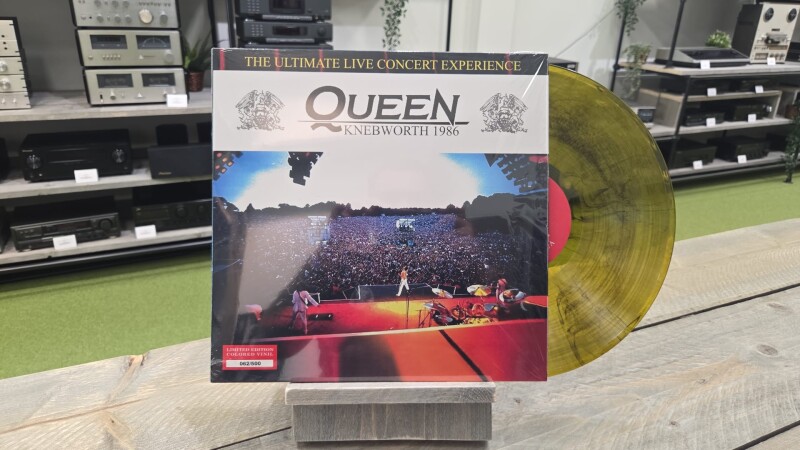 THE ULTIMATE LIVE CONCERT EXPERIENCE
QUEEN
KNEBWORTH 1986
LIMITED EDITION
COLORED VINYL
062/500